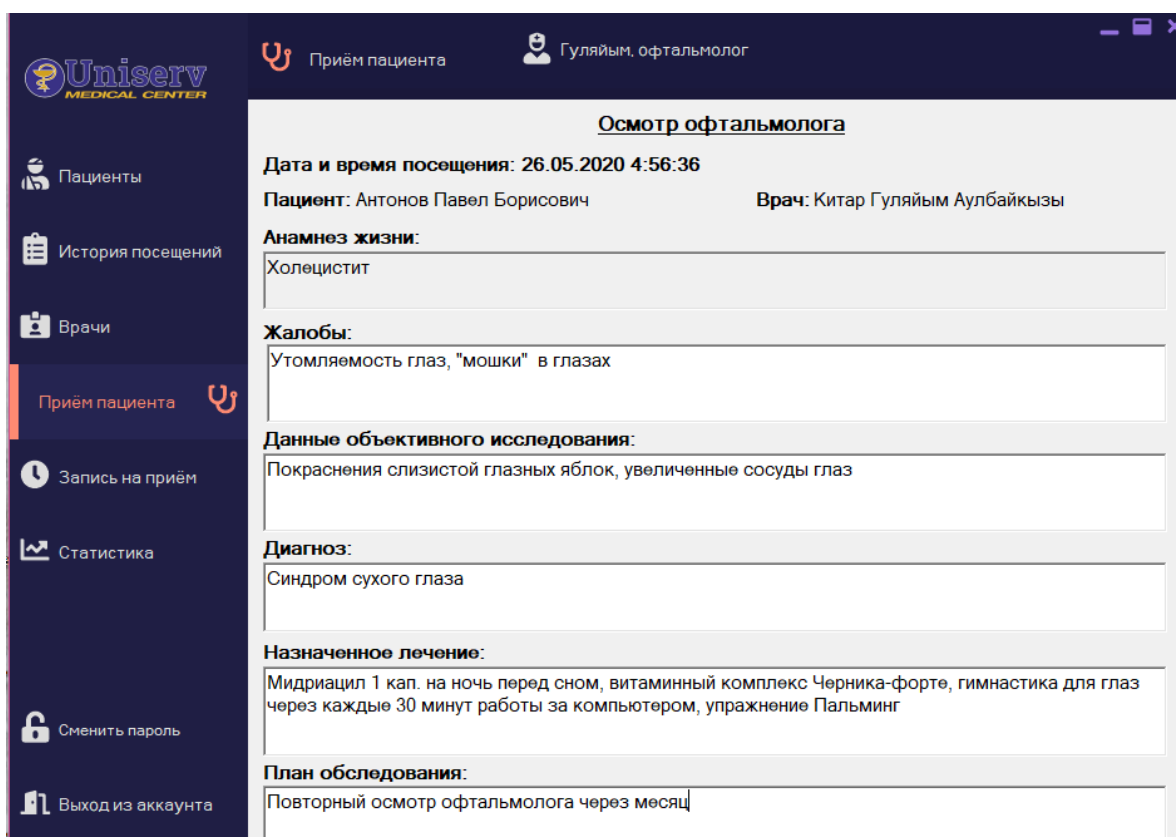 Uniserv
MEDICAL CENTER
Приём пациента
Гуляйым, офтальмолог
Пациенты
История посещений
Врачи
Приём пациента
Запись на приём
Статистика
Сменить пароль
Выход из аккаунта
Осмотр офтальмолога
Дата и время посещения: 26.05.2020 4:56:36
Пациент: Антонов Павел Борисович
Врач: Китар Гуляйым Аулбайкызы
Анамнез жизни:
Холецистит
Жалобы:
Утомляемость глаз, "мошки"  в глазах
Данные объективного исследования:
Покраснения слизистой глазных яблок, увеличенные сосуды глаз
Диагноз:
Синдром сухого глаза
Назначенное лечение:
Мидриацил 1 кап. на ночь перед сном, витаминный комплекс Черника-форте, гимнастика для глаз
через каждые 30 минут работы за компьютером, упражнение Пальминг
План обследования:
Повторный осмотр офтальмолога через месяц